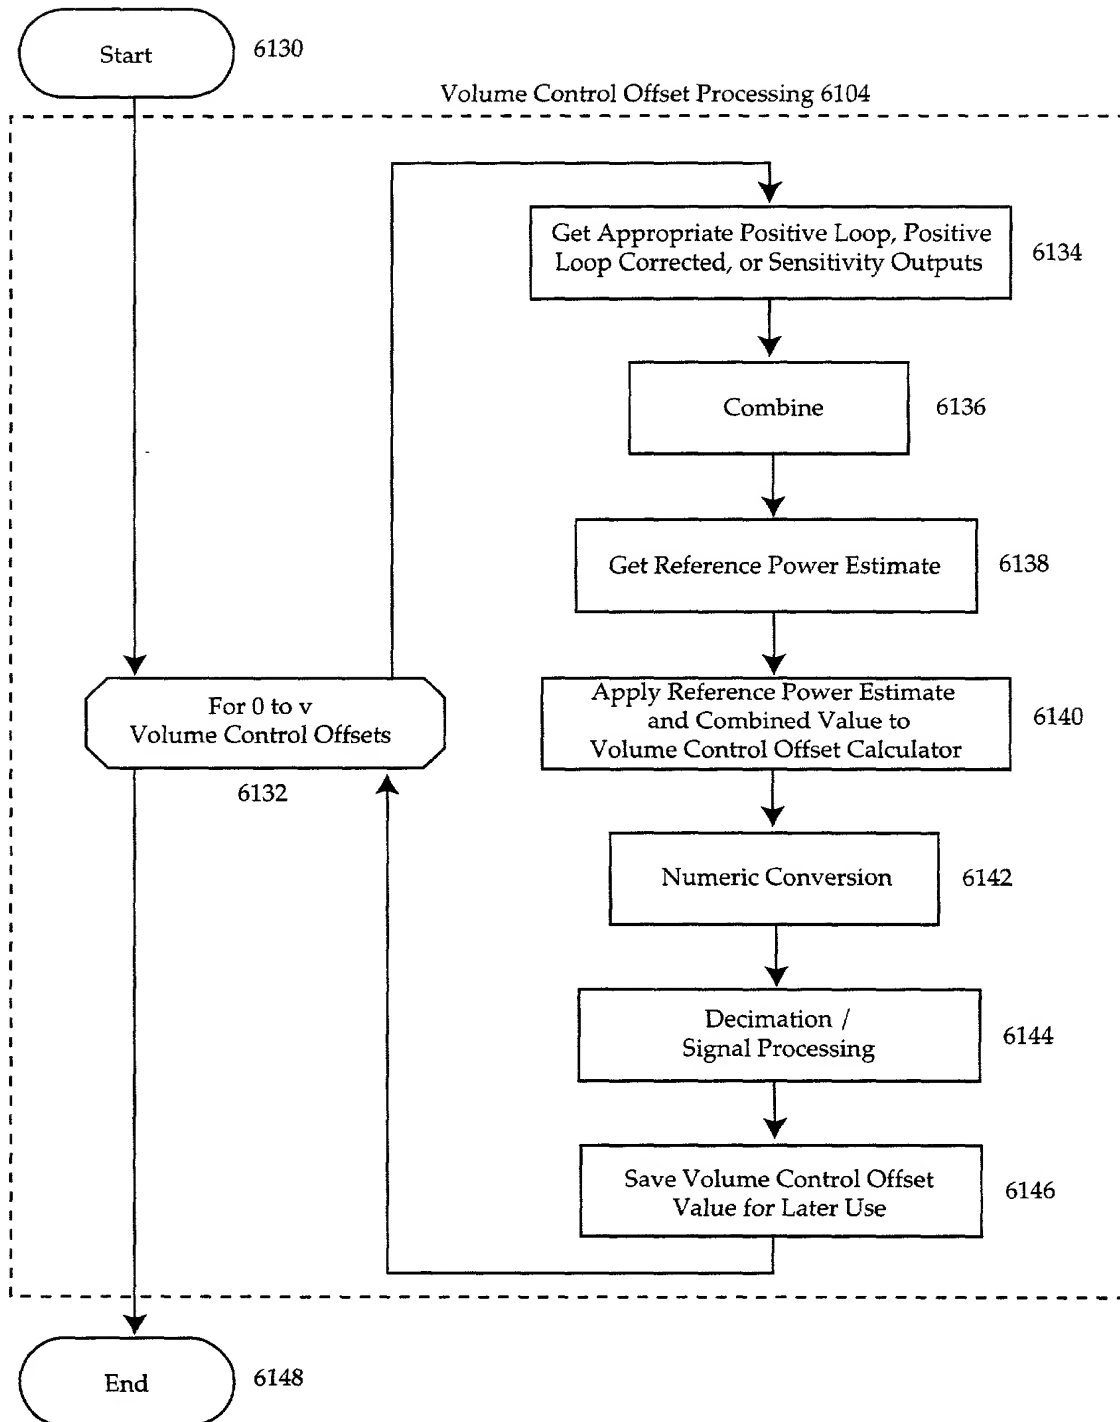 Start
6130
Volume Control Offset Processing 6104
Get Appropriate Positive Loop, Positive
Loop Corrected, or Sensitivity Outputs
6134
Combine
6136
Get Reference Power Estimate
6138
For 0 to v
Volume Control Offsets
6132
Apply Reference Power Estimate
and Combined Value to
Volume Control Offset Calculator
6140
Numeric Conversion
6142
Decimation /
Signal Processing
6144
Save Volume Control Offset
Value for Later Use
6146
End
6148